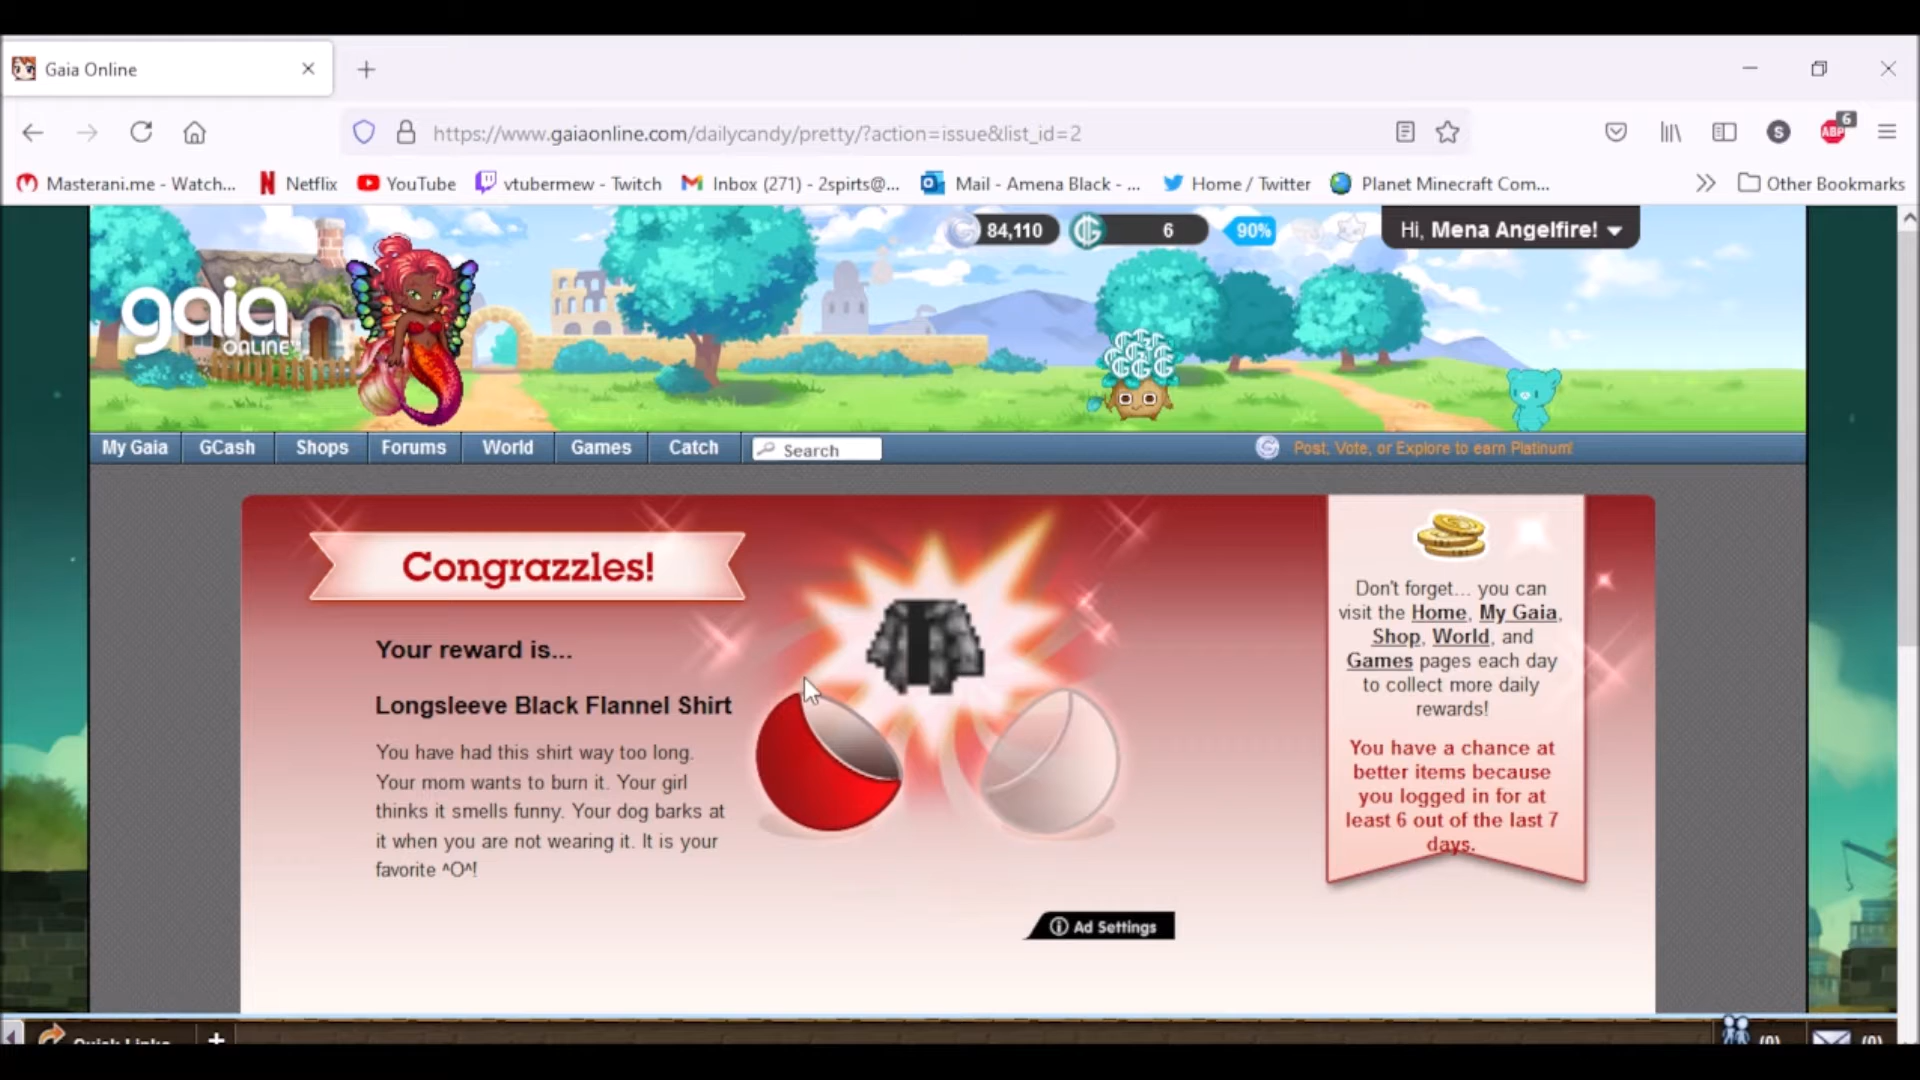 Gaia Online
https://www.gaiaonline.com/dailycandy/pretty/?action=issue&list_id=2
S
ABP
6
Masterani.me - Watch...
Netflix
YouTube
vtubermew - Twitch
Inbox (271) - 2spirts@...
Mail - Amena Black - ...
Home / Twitter
Planet Minecraft Com...
Other Bookmarks
84,110
6
90%
Hi, Mena Angelfire!
gaia
ONLINE
My Gaia
GCash
Shops
Forums
World
Games
Catch
Search
Post, Vote, or Explore to earn Platinum!
Congrazzles!
Your reward is...
Longsleeve Black Flannel Shirt
You have had this shirt way too long.
Your mom wants to burn it. Your girl
thinks it smells funny. Your dog barks at
it when you are not wearing it. It is your
favorite ^O^!
Don't forget... you can
visit the Home, My Gaia,
Shop, World, and
Games pages each day
to collect more daily
rewards!
You have a chance at
better items because
you logged in for at
least 6 out of the last 7
days.
Ad Settings
Quick Links
(0)
(0)